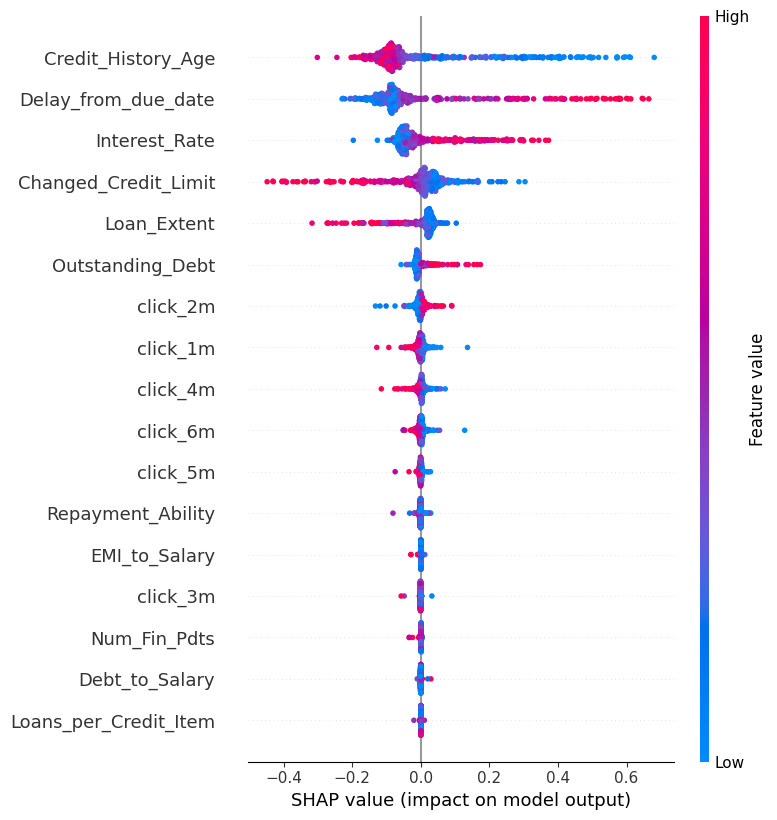 High
Credit_History_Age
Delay_from_due_date
Interest_Rate
Changed_Credit_Limit
Loan_Extent
Outstanding_Debt
click_2m
click_1m
click_4m
click_6m
click_5m
Repayment_Ability
EMI_to_Salary
click_3m
Num_Fin_Pdts
Debt_to_Salary
Loans_per_Credit_Item
Feature value
Low
−0.4 −0.2 0.0 0.2 0.4 0.6
SHAP value (impact on model output)